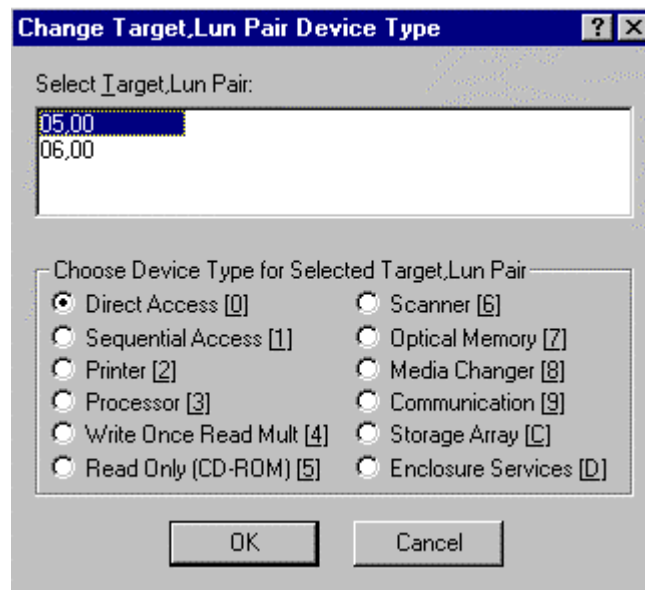 Change Target,Lun Pair Device Type
Select Target,Lun Pair:
05,00
06,00
Choose Device Type for Selected Target,Lun Pair
Direct Access [0]
Sequential Access [1]
Printer [2]
Processor [3]
Write Once Read Mult [4]
Read Only (CD-ROM) [5]
Scanner [6]
Optical Memory [7]
Media Changer [8]
Communication [9]
Storage Array [C]
Enclosure Services [D]
OK
Cancel